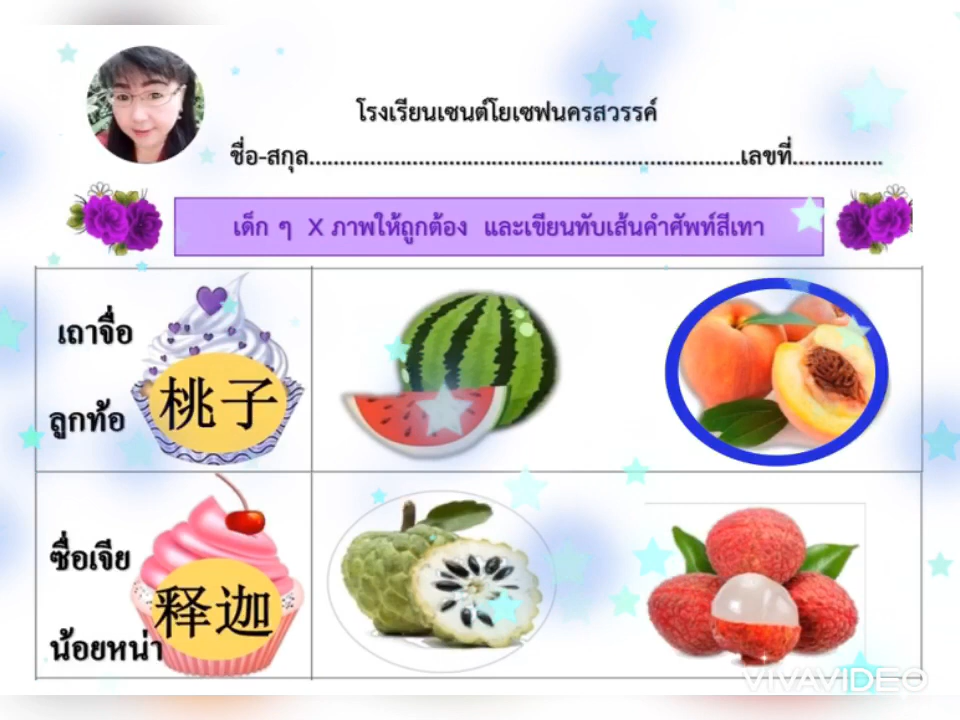 โรงเรียนเซนต์โยเซฟนครสวรรค์
ชื่อ-สกุล........................................................................เลขที่...............
เด็ก ๆ X ภาพให้ถูกต้อง และเขียนทับเส้นคำศัพท์สีเทา
เถาจื่อ
桃子
ลูกท้อ
ซื่อเจีย
释迦
น้อยหน่า
VIVAVIDEO